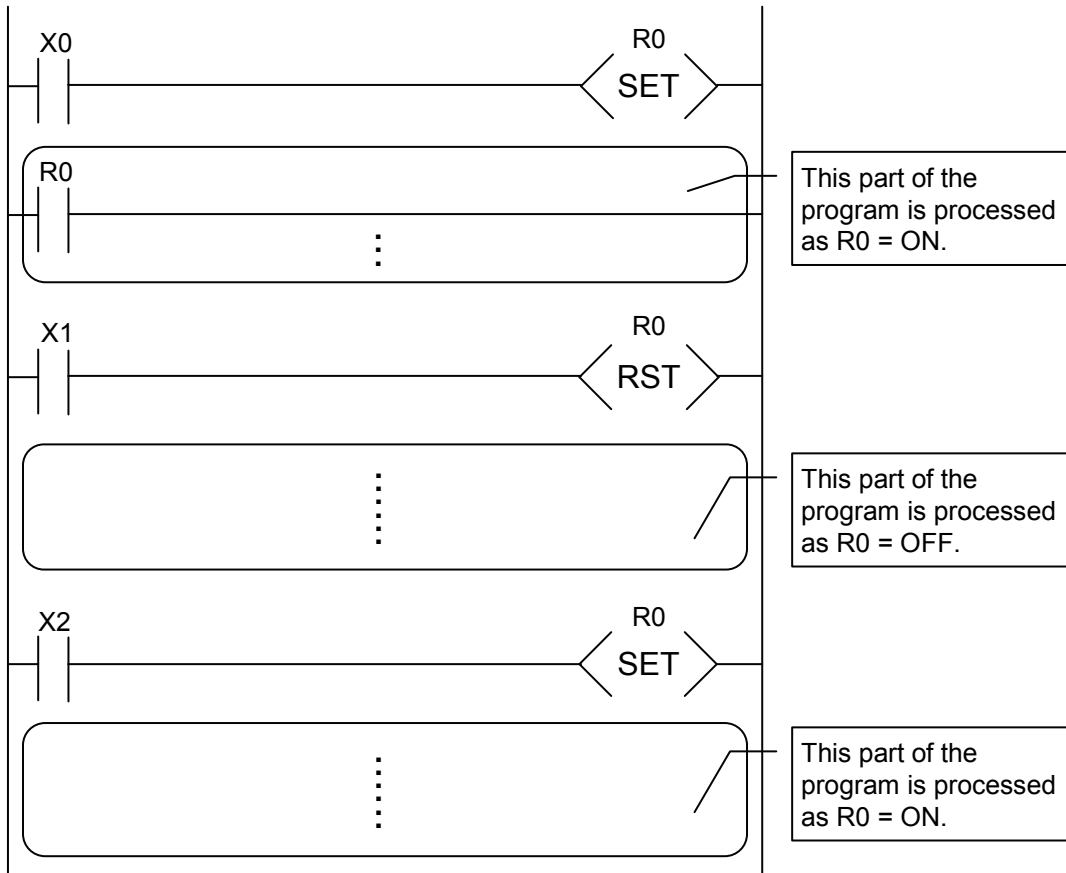 X0
R0
SET
R0
This part of the
program is processed
as R0 = ON.
X1
R0
RST
This part of the
program is processed
as R0 = OFF.
X2
R0
SET
This part of the
program is processed
as R0 = ON.